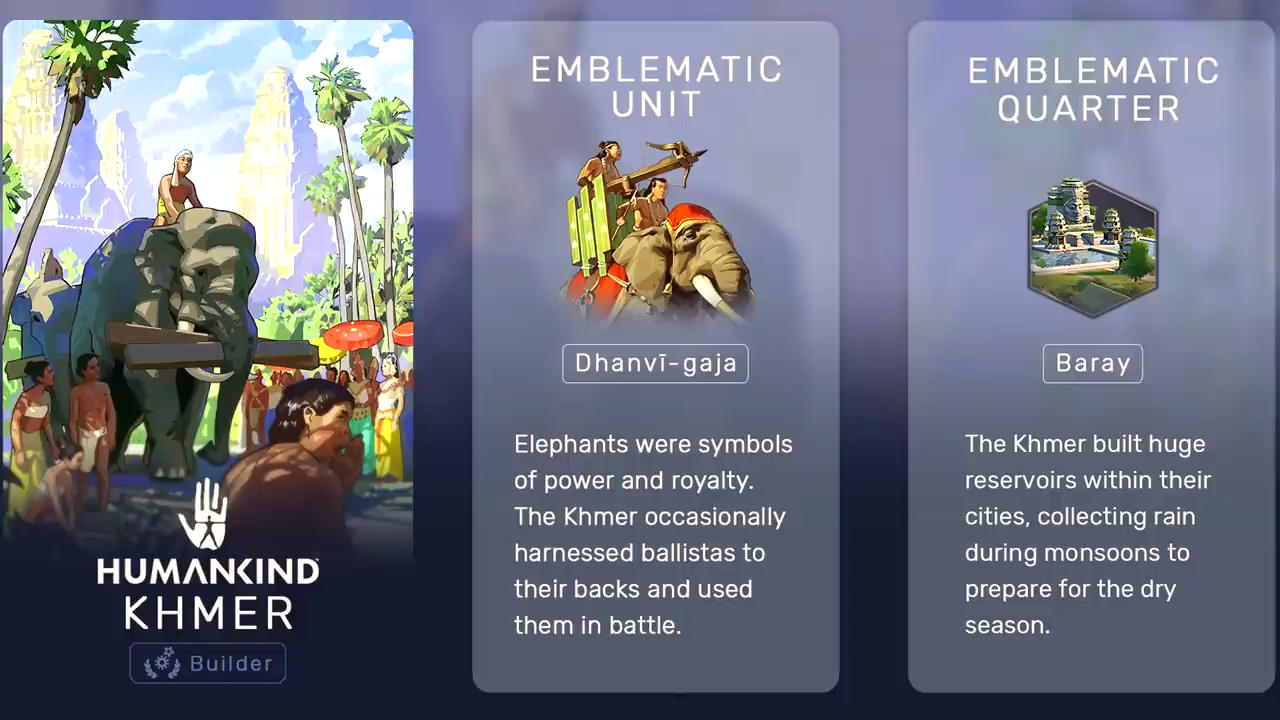 HUMANKIND
KHMER
Builder
EMBLEMATIC
UNIT
Dhanvī-gaja
Elephants were symbols
of power and royalty.
The Khmer occasionally
harnessed ballistas to
their backs and used
them in battle.
EMBLEMATIC
QUARTER
Baray
The Khmer built huge
reservoirs within their
cities, collecting rain
during monsoons to
prepare for the dry
season.